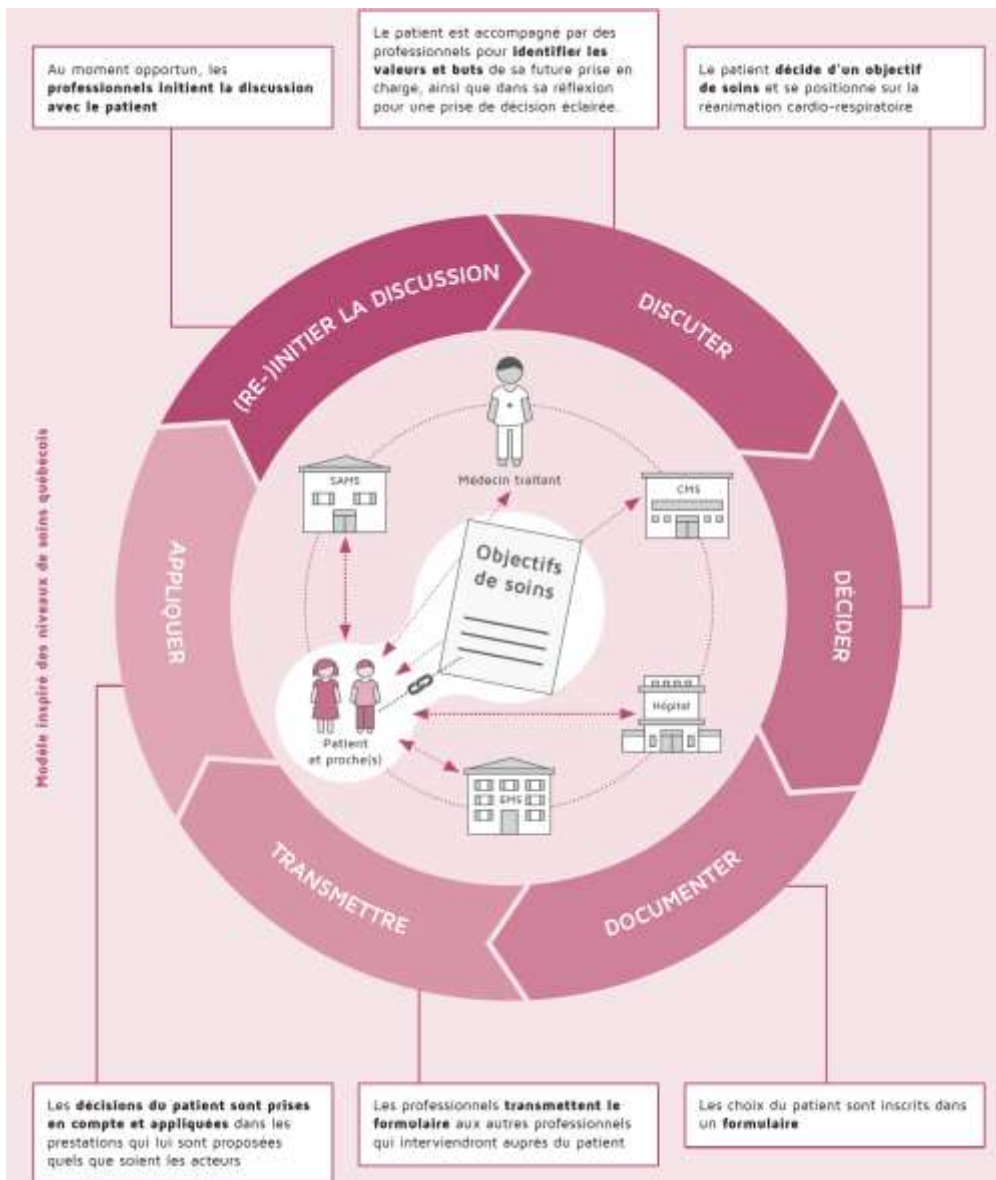 Au moment opportun, les
professionnels initient la discussion
avec le patient
Le patient est accompagné par des
professionnels pour identifier les
valeurs et buts de sa future prise en
charge, ainsi que dans sa réflexion
pour une prise de décision éclairée.
Le patient décide d'un objectif
de soins et se positionne sur la
réanimation cardio-respiratoire
(RE-)INITIER LA DISCUSSION
DISCUTER
DÉCIDER
DOCUMENTER
TRANSMETTRE
APPLIQUER
Modèle inspiré des niveaux de soins québécois
SAMS
Médecin traitant
CMS
Objectifs
de soins
Hôpital
Patient
et proche(s)
EMS
Les décisions du patient sont prises
en compte et appliquées dans les
prestations qui lui sont proposées
quels que soient les acteurs
Les professionnels transmettent le
formulaire aux autres professionnels
qui interviendront auprès du patient
Les choix du patient sont inscrits dans
un formulaire